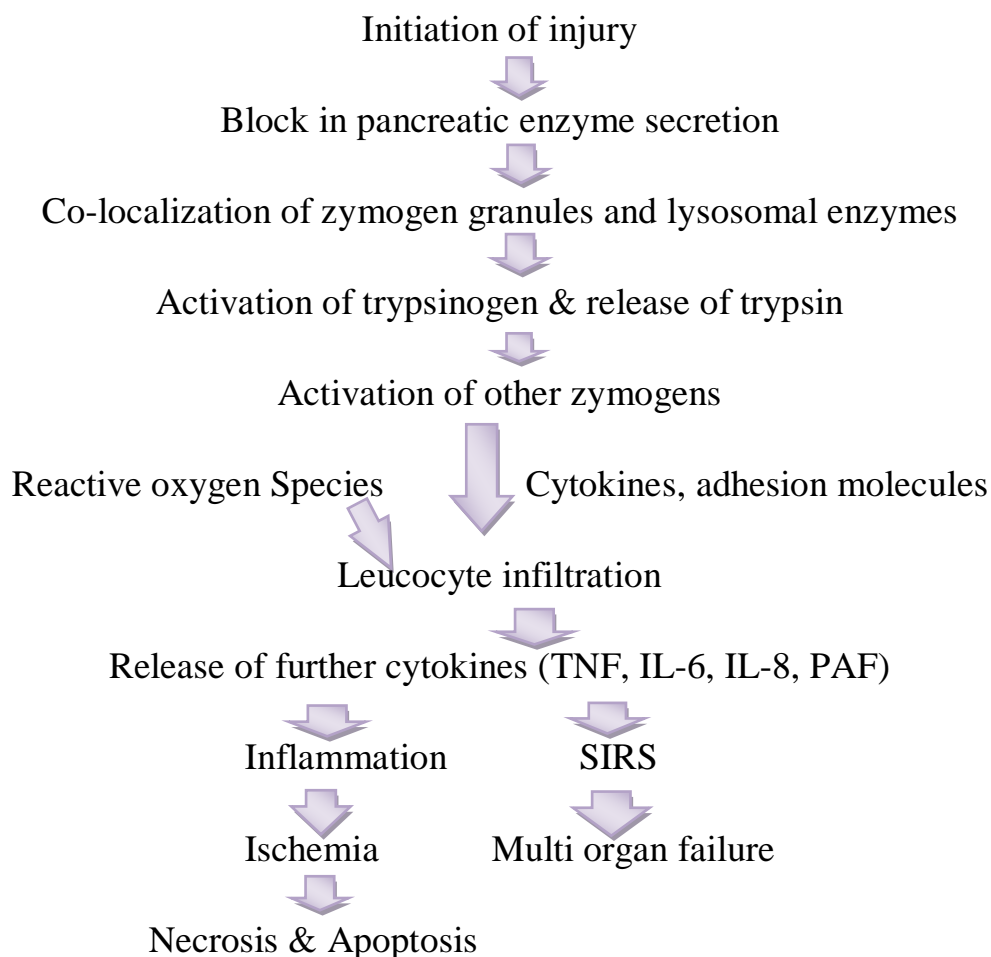 Initiation of injury
Block in pancreatic enzyme secretion
Co-localization of zymogen granules and lysosomal enzymes
Activation of trypsinogen & release of trypsin
Activation of other zymogens
Reactive oxygen Species
Cytokines, adhesion molecules
Leucocyte infiltration
Release of further cytokines (TNF, IL-6, IL-8, PAF)
Inflammation
SIRS
Ischemia
Multi organ failure
Necrosis & Apoptosis